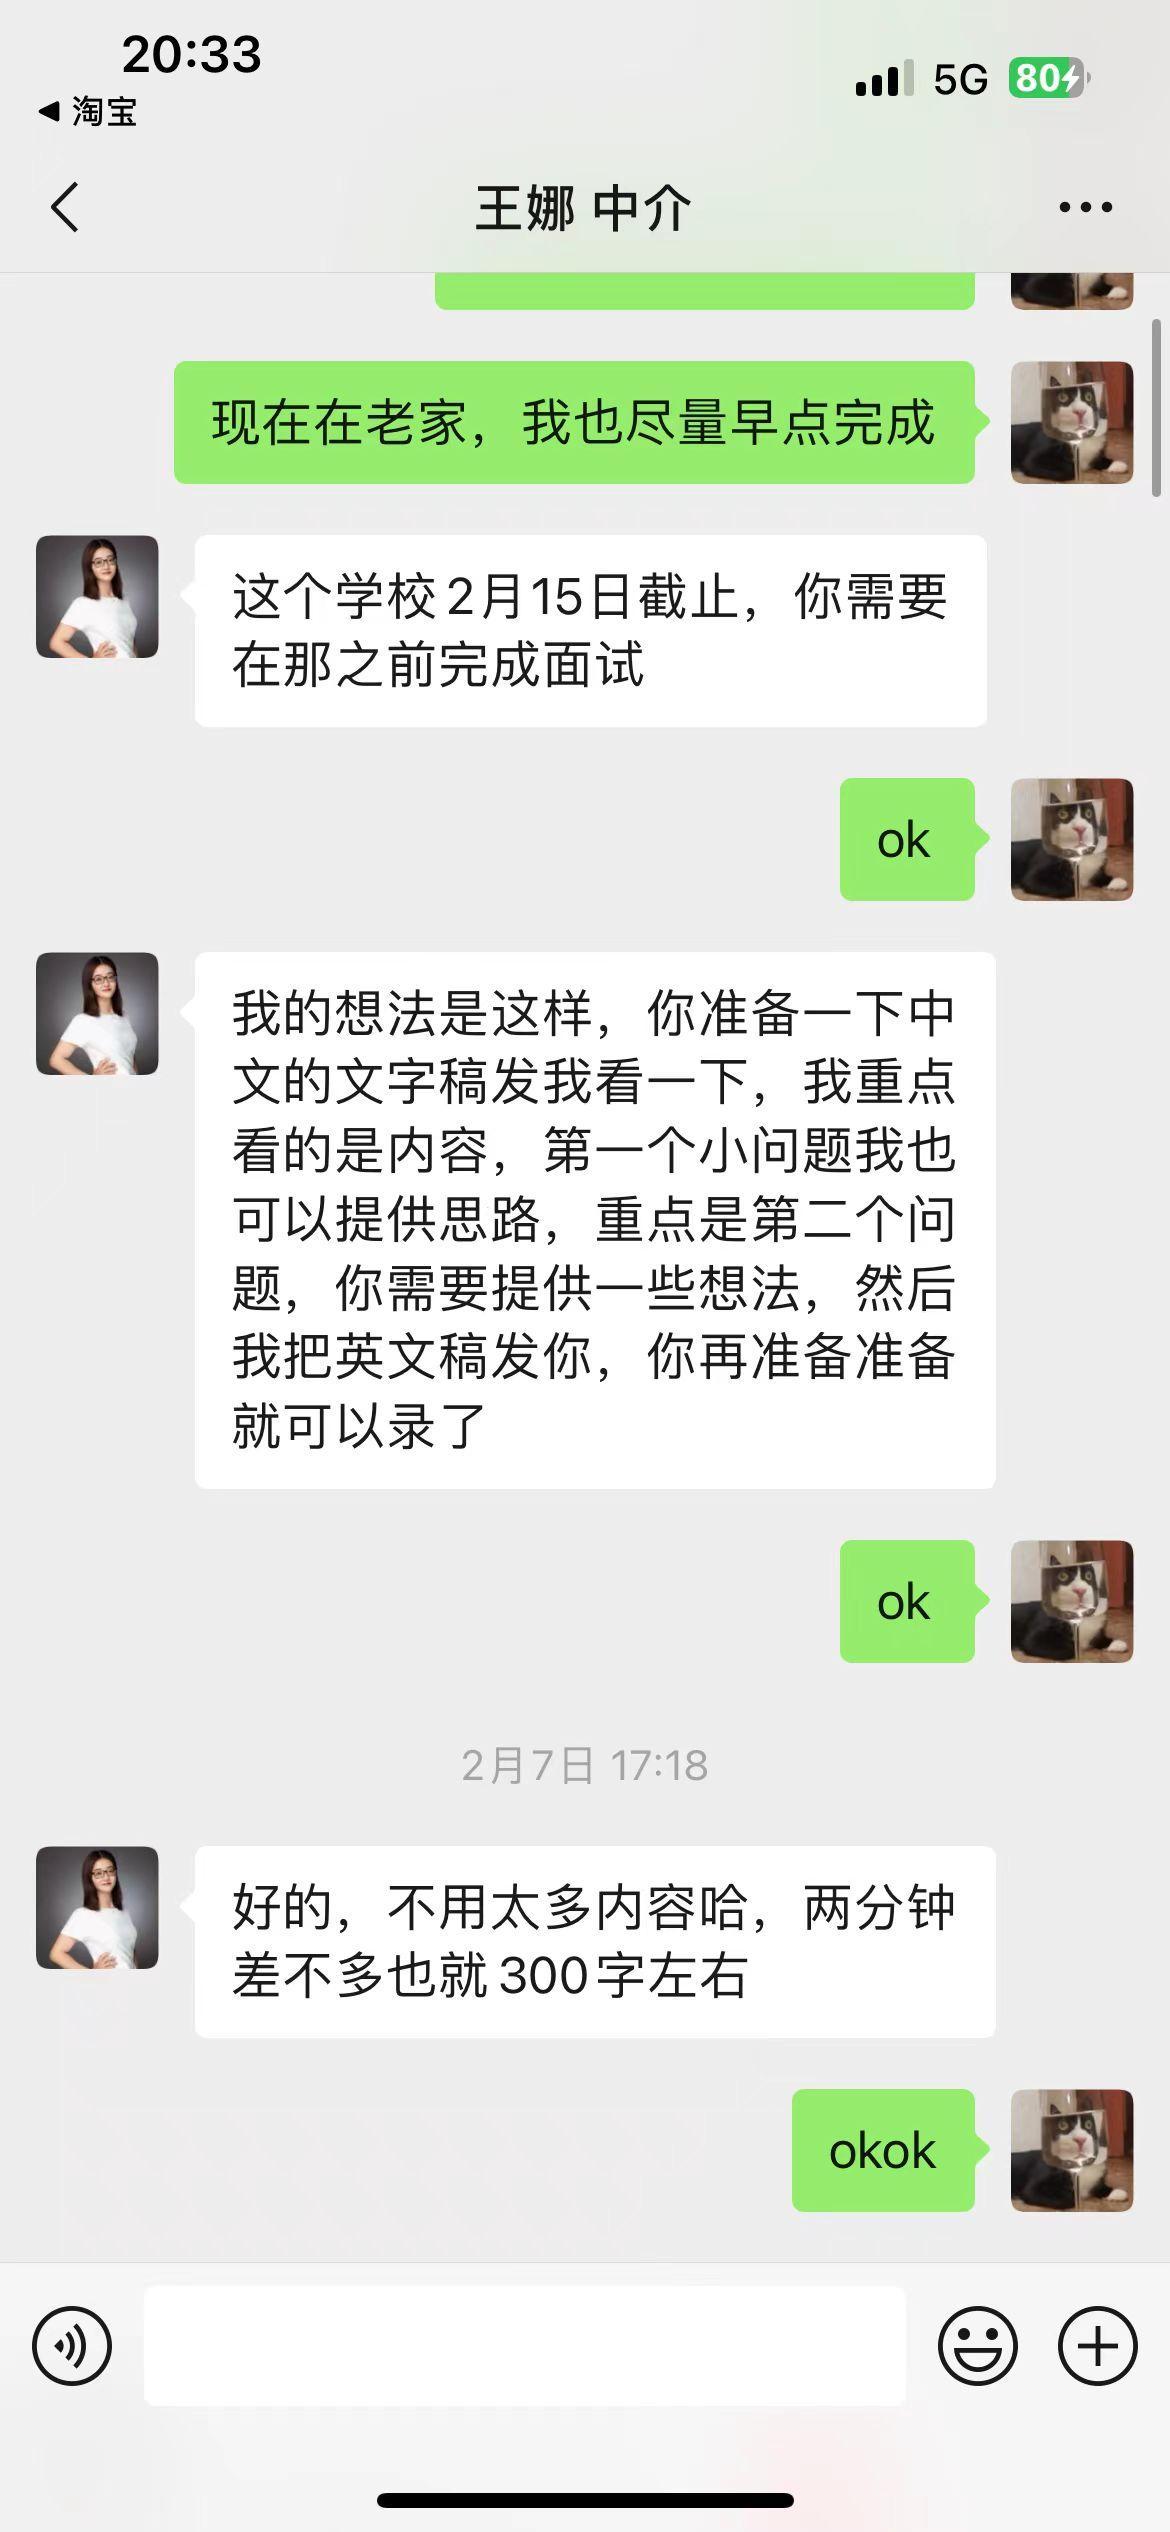 20:33
5G
80
淘宝
王娜 中介
现在在老家，我也尽量早点完成
这个学校2月15日截止，你需要
在那之前完成面试
ok
我的想法是这样，你准备一下中
文的文字稿发我看一下，我重点
看的是内容，第一个小问题我也
可以提供思路，重点是第二个问
题，你需要提供一些想法，然后
我把英文稿发你，你再准备准备
就可以录了
ok
2月7日 17:18
好的，不用太多内容哈，两分钟
差不多也就300字左右
okok